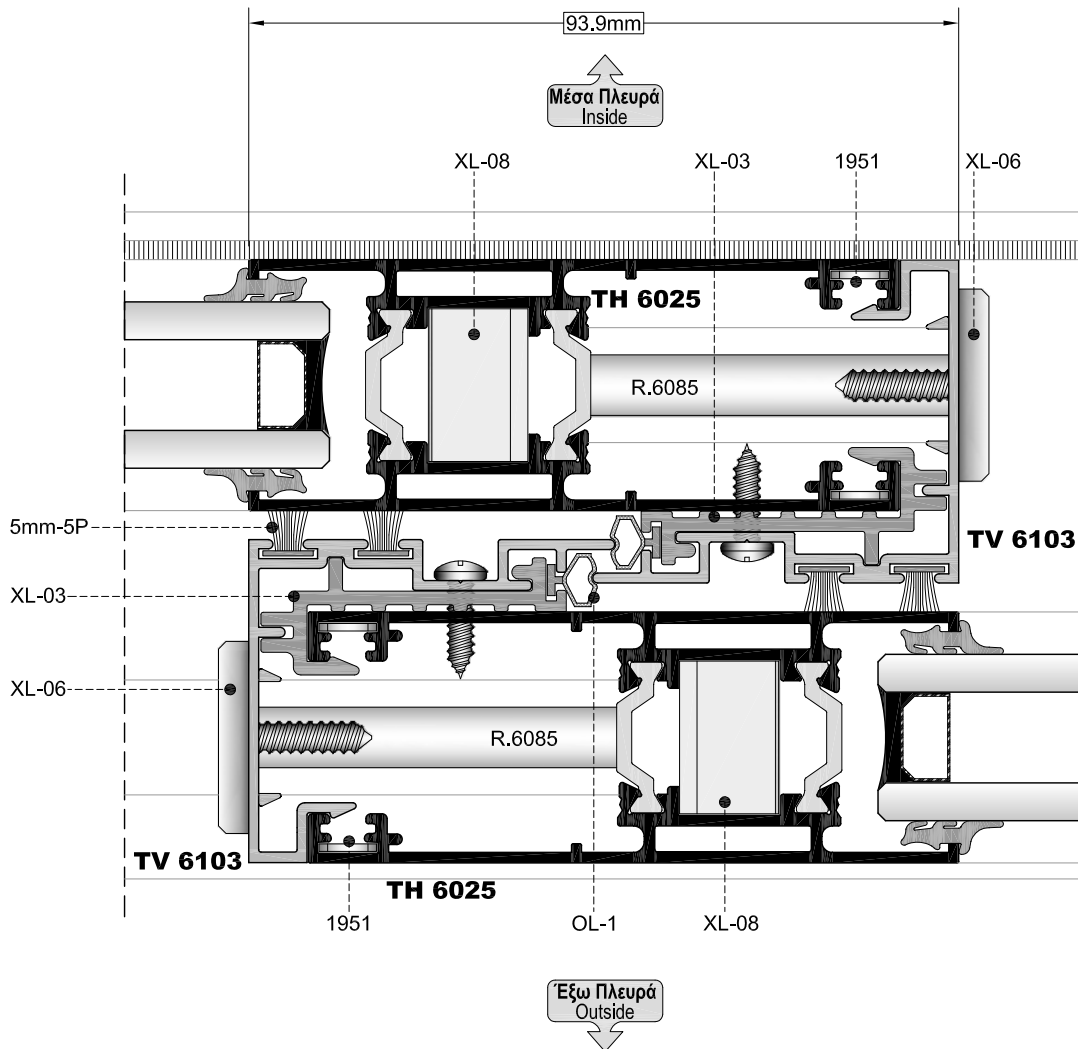 93.9mm
Μέσα Πλευρά
Inside
XL-08
XL-03
1951
XL-06
TH 6025
R.6085
5mm-5P
TV 6103
XL-03
XL-06
R.6085
TV 6103
TH 6025
1951
OL-1
XL-08
Έξω Πλευρά
Outside